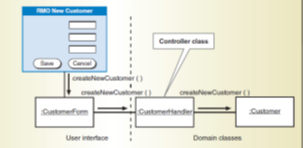 RMO New Customer
Save Cancel
Controller class
createNewCustomer ( )
createNewCustomer ( ) createNewCustomer ( )
:CustomerForm :CustomerHandler :Customer
User interface Domain classes